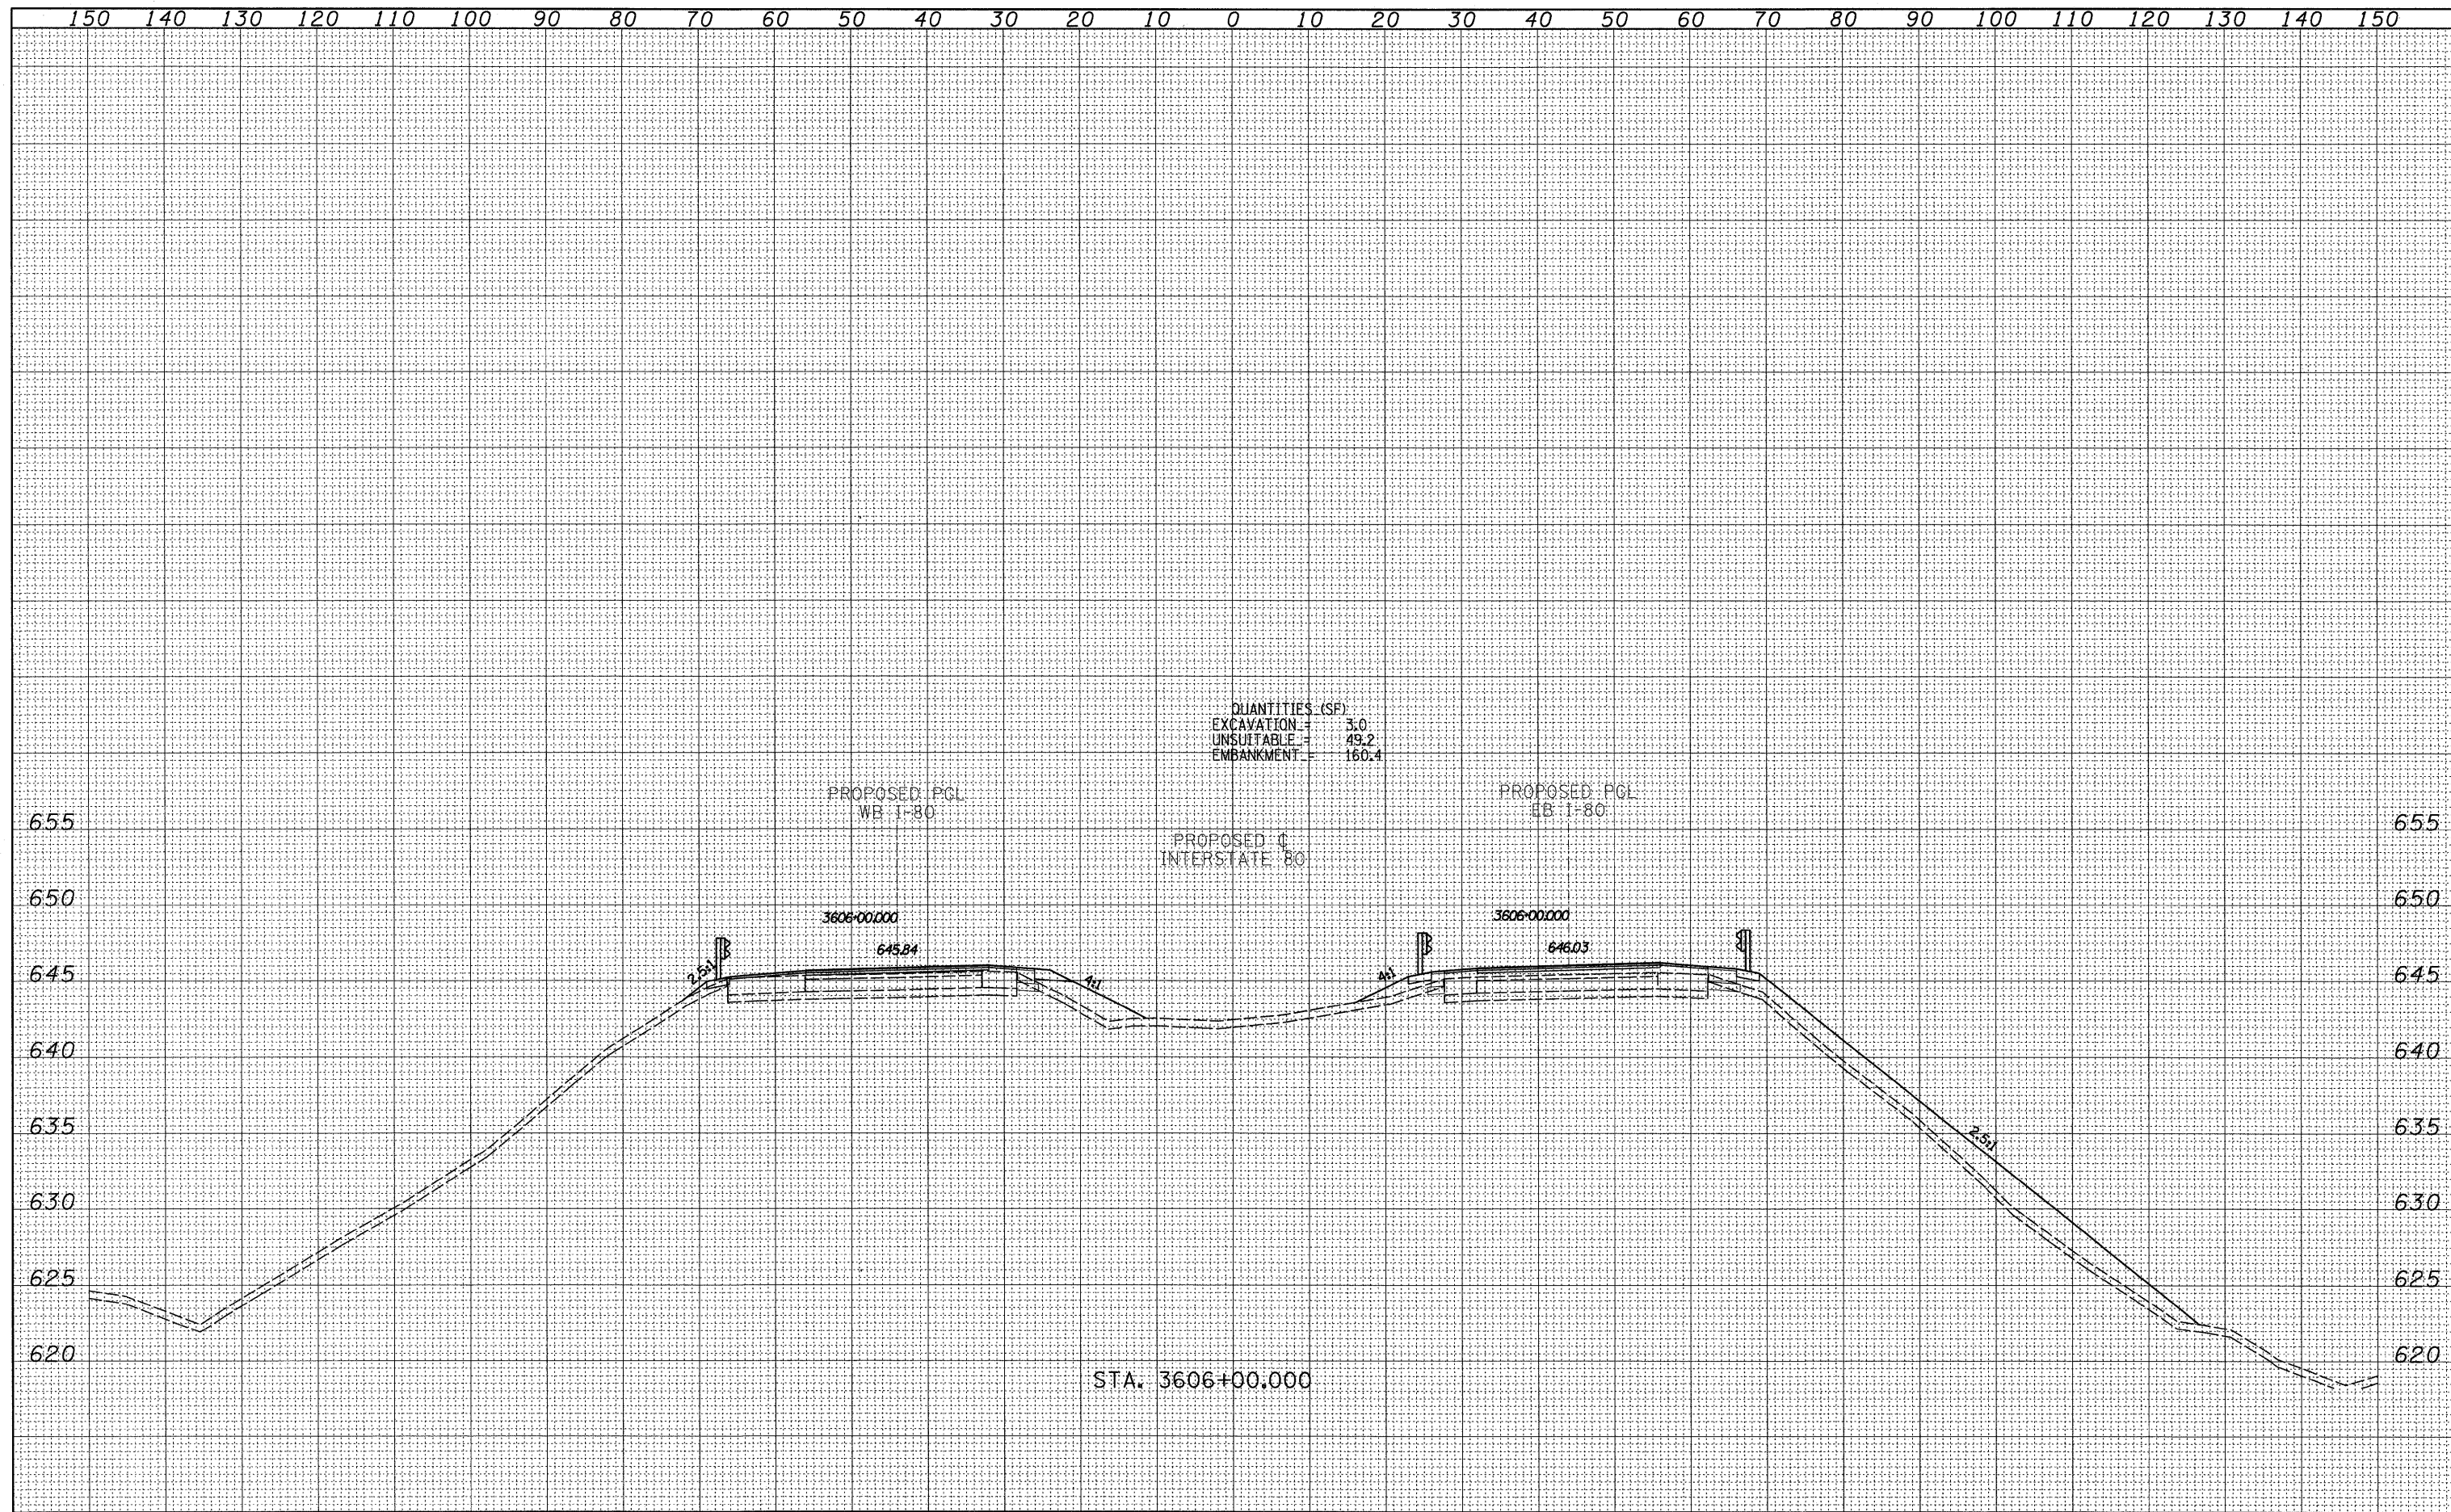 150 140 130 120 110 100 90 80 70 60 50 40 30 20 10 0 10 20 30 40 50 60 70 80 90 100 110 120 130 140 150
QUANTITIES (SF)
EXCAVATION = 3.0
UNSUITABLE = 49.2
EMBANKMENT = 160.4
PROPOSED PGL
WB I-80
PROPOSED PGL
EB I-80
655 655
PROPOSED ℄
INTERSTATE 80
650 650
3606+00.000 3606+00.000
645.84 646.03
2.5:1 4:1 4:1
645 645
640 640
635 635
2.5:1
630 630
625 625
620 620
STA. 3606+00.000